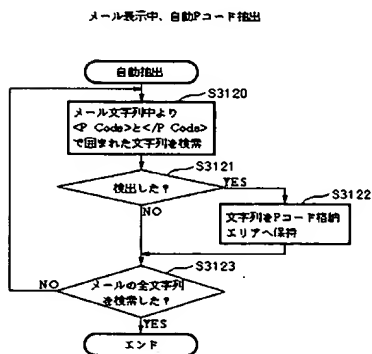 メール表示中、自動Pコード抽出
自動抽出
S3120
メール文字列中より
<P Code>と</P Code>
で囲まれた文字列を検索
S3121
検出した?
YES
S3122
NO
文字列をPコード格納
エリアへ保持
S3123
NO
メールの全文字列
を検索した?
YES
エンド